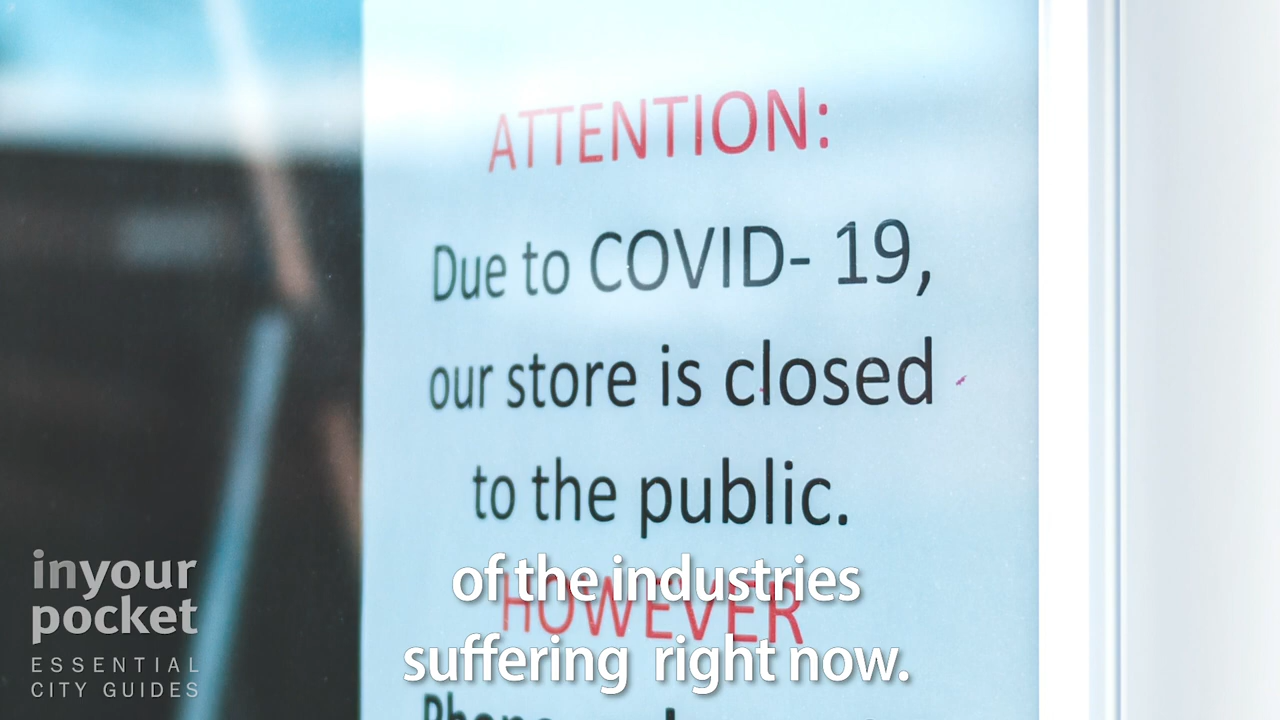 ATTENTION:
Due to COVID- 19,
our store is closed
to the public.
HOWEVER
of the industries
suffering right now.
inyour
pocket
ESSENTIAL
CITY GUIDES